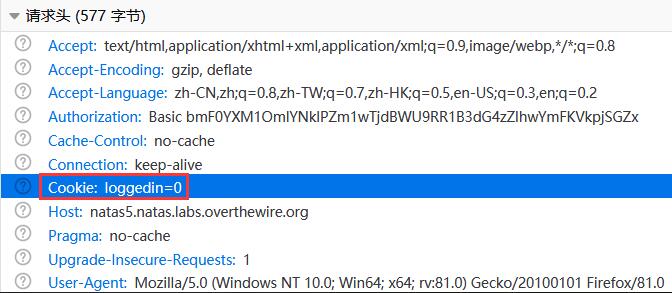 请求头 (577 字节)
Accept: text/html,application/xhtml+xml,application/xml;q=0.9,image/webp,*/*;q=0.8
Accept-Encoding: gzip, deflate
Accept-Language: zh-CN,zh;q=0.8,zh-TW;q=0.7,zh-HK;q=0.5,en-US;q=0.3,en;q=0.2
Authorization: Basic bmF0YXM1OmlYNklPZm1wTjdBWU9RR1B3dG4zZlhwYmFKVkpjSGZx
Cache-Control: no-cache
Connection: keep-alive
Cookie: loggedin=0
Host: natas5.natas.labs.overthewire.org
Pragma: no-cache
Upgrade-Insecure-Requests: 1
User-Agent: Mozilla/5.0 (Windows NT 10.0; Win64; x64; rv:81.0) Gecko/20100101 Firefox/81.0